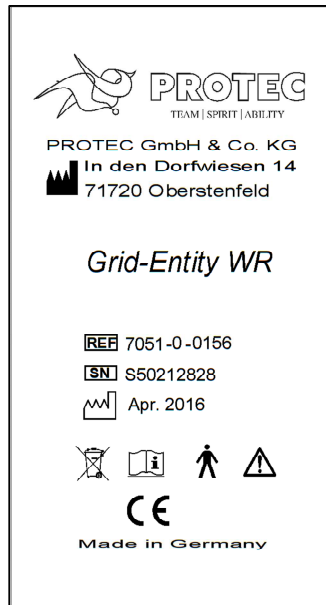 PROTEC
TEAM | SPIRIT | ABILITY
PROTEC GmbH & Co. KG
In den Dorfwiesen 14
71720 Oberstenfeld
Grid-Entity WR
REF 7051-0-0156
SN S50212828
Apr. 2016
CE
Made in Germany